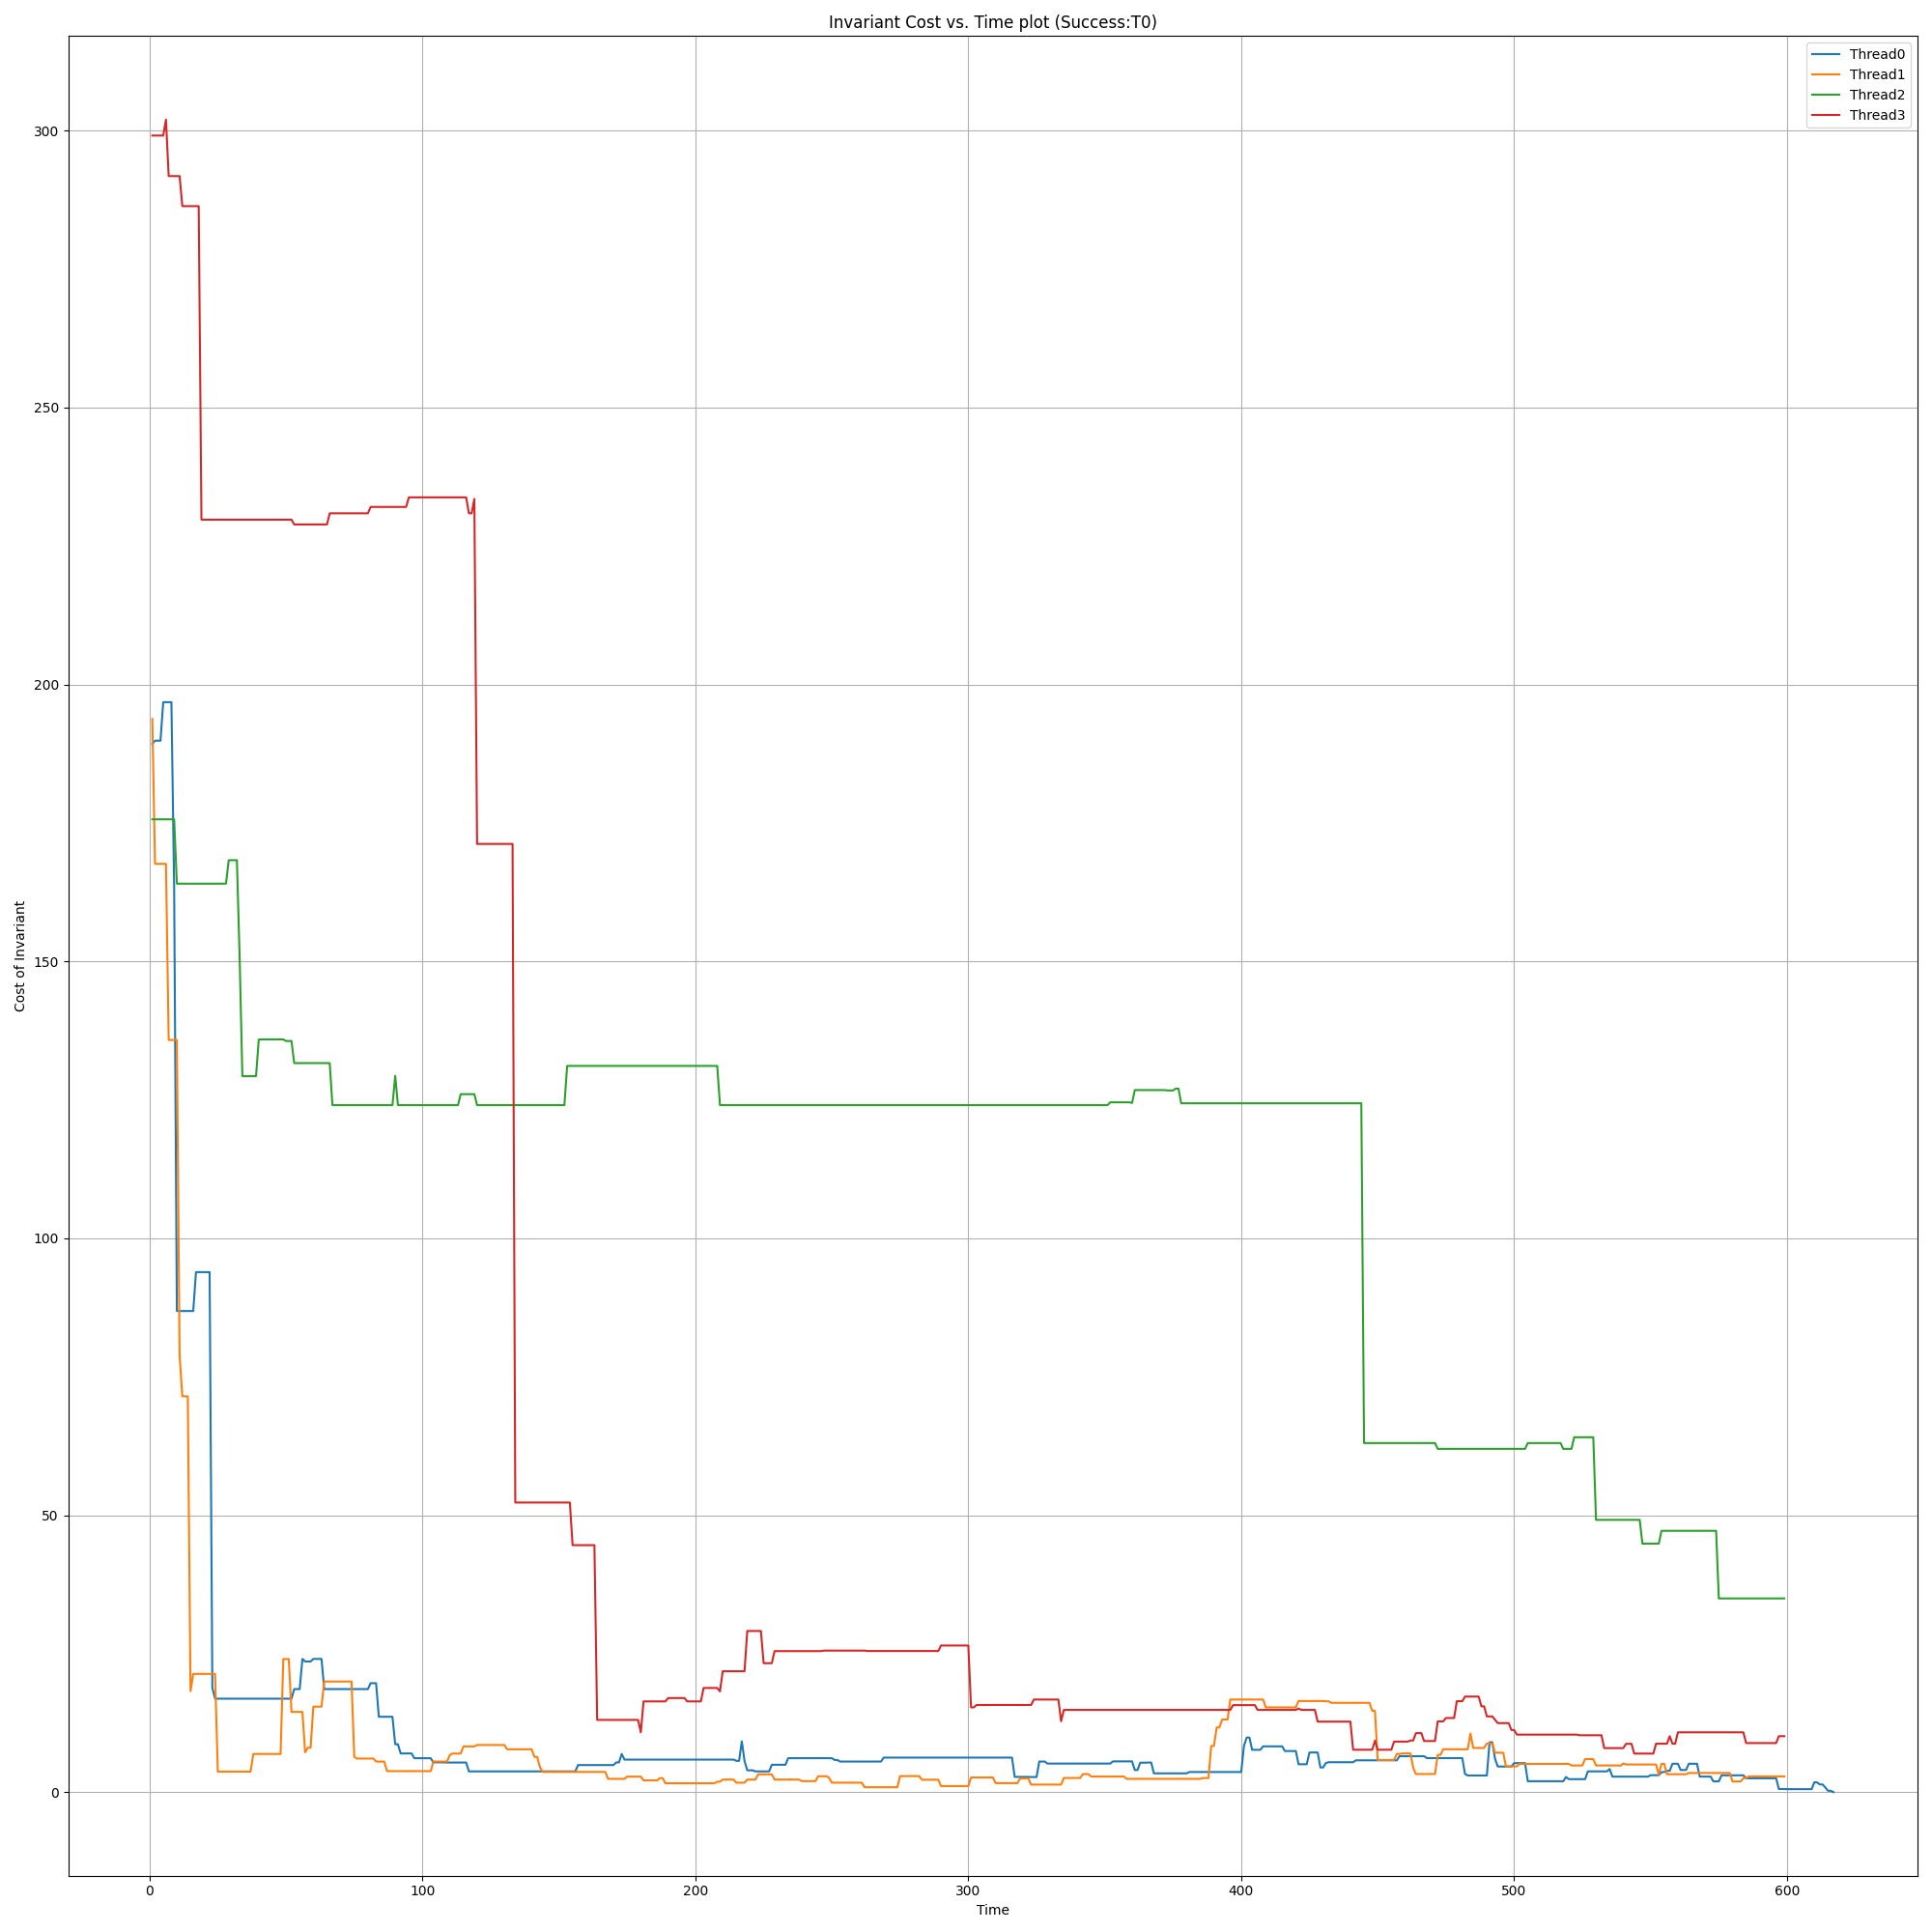 Invariant Cost vs. Time plot (Success:T0)
Thread0
Thread1
Thread2
Thread3
300
250
200
150
100
50
0
Cost of Invariant
0 100 200 300 400 500 600
Time